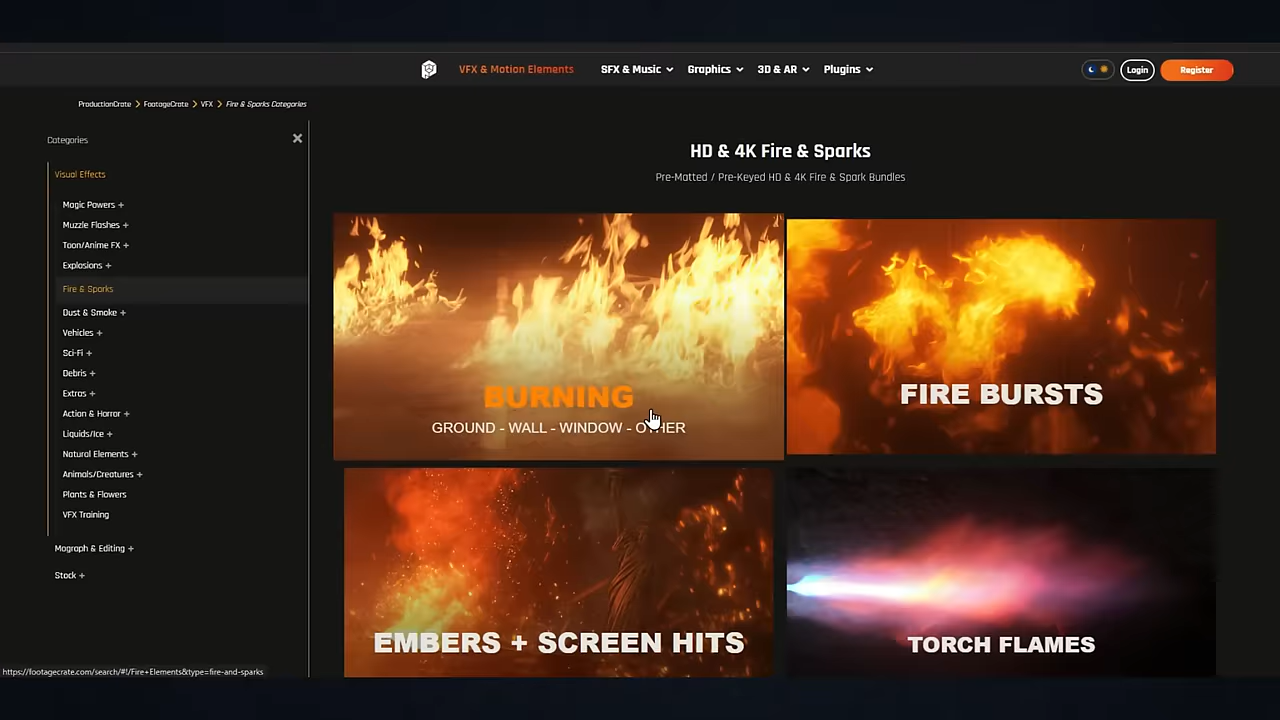 VFX & Motion Elements SFX & Music Graphics 3D & AR Plugins Login Register
ProductionCrate FootageCrate VFX Fire & Sparks Categories
Categories
Visual Effects
Magic Powers +
Muzzle Flashes +
Toon/Anime FX +
Explosions +
Fire & Sparks
Dust & Smoke +
Vehicles +
Sci-Fi +
Debris +
Extras +
Action & Horror +
Liquids/Ice +
Natural Elements +
Animals/Creatures +
Plants & Flowers
VFX Training
Mograph & Editing +
Stock +
HD & 4K Fire & Sparks
Pre-Matted / Pre-Keyed HD & 4K Fire & Spark Bundles
BURNING
GROUND - WALL - WINDOW - OTHER
FIRE BURSTS
EMBERS + SCREEN HITS
TORCH FLAMES
https://footagecrate.com/search/#!/Fire+Elements&type=fire-and-sparks